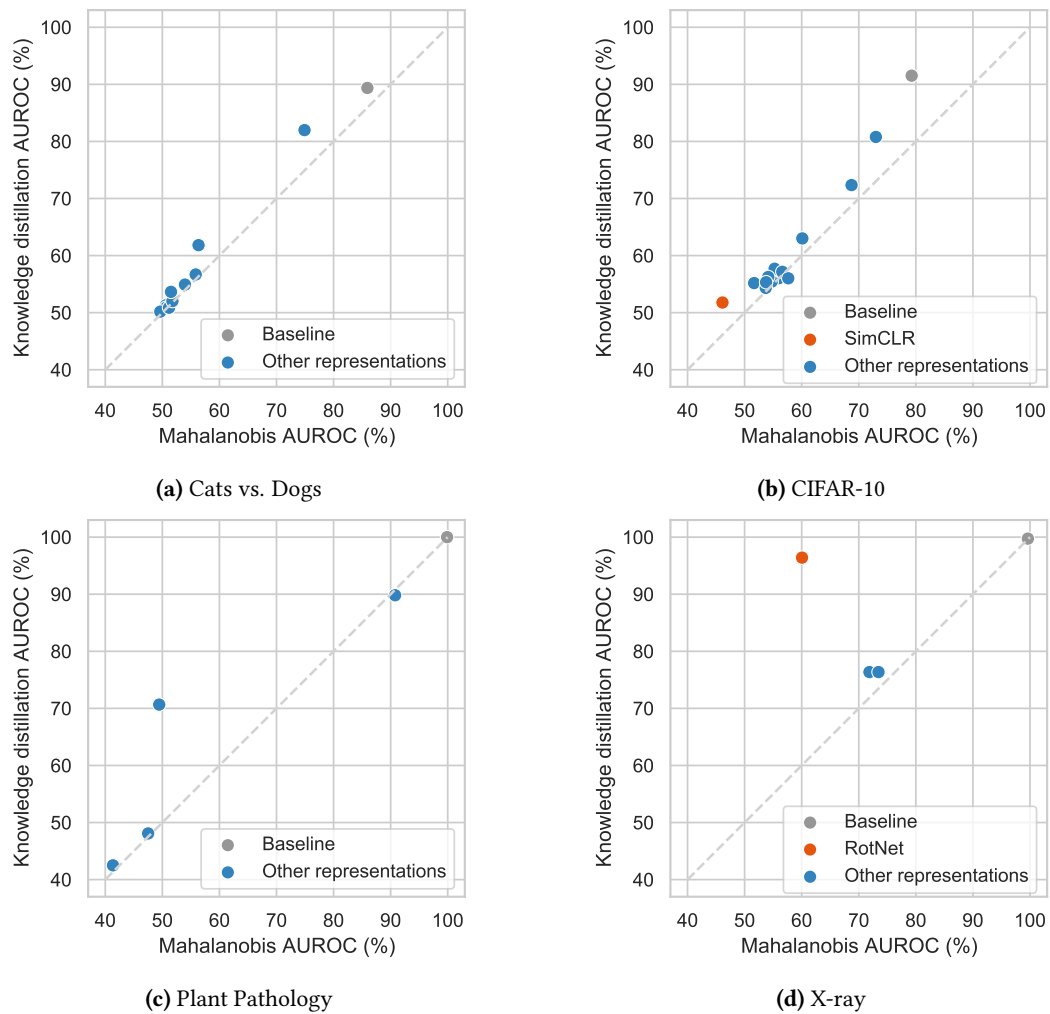 Knowledge distillation AUROC (%)
100
90
80
70
60
50
40
Baseline
Other representations
40 50 60 70 80 90 100
Mahalanobis AUROC (%)
(a) Cats vs. Dogs
Knowledge distillation AUROC (%)
100
90
80
70
60
50
40
Baseline
SimCLR
Other representations
40 50 60 70 80 90 100
Mahalanobis AUROC (%)
(b) CIFAR-10
Knowledge distillation AUROC (%)
100
90
80
70
60
50
40
Baseline
Other representations
40 50 60 70 80 90 100
Mahalanobis AUROC (%)
(c) Plant Pathology
Knowledge distillation AUROC (%)
100
90
80
70
60
50
40
Baseline
RotNet
Other representations
40 50 60 70 80 90 100
Mahalanobis AUROC (%)
(d) X-ray